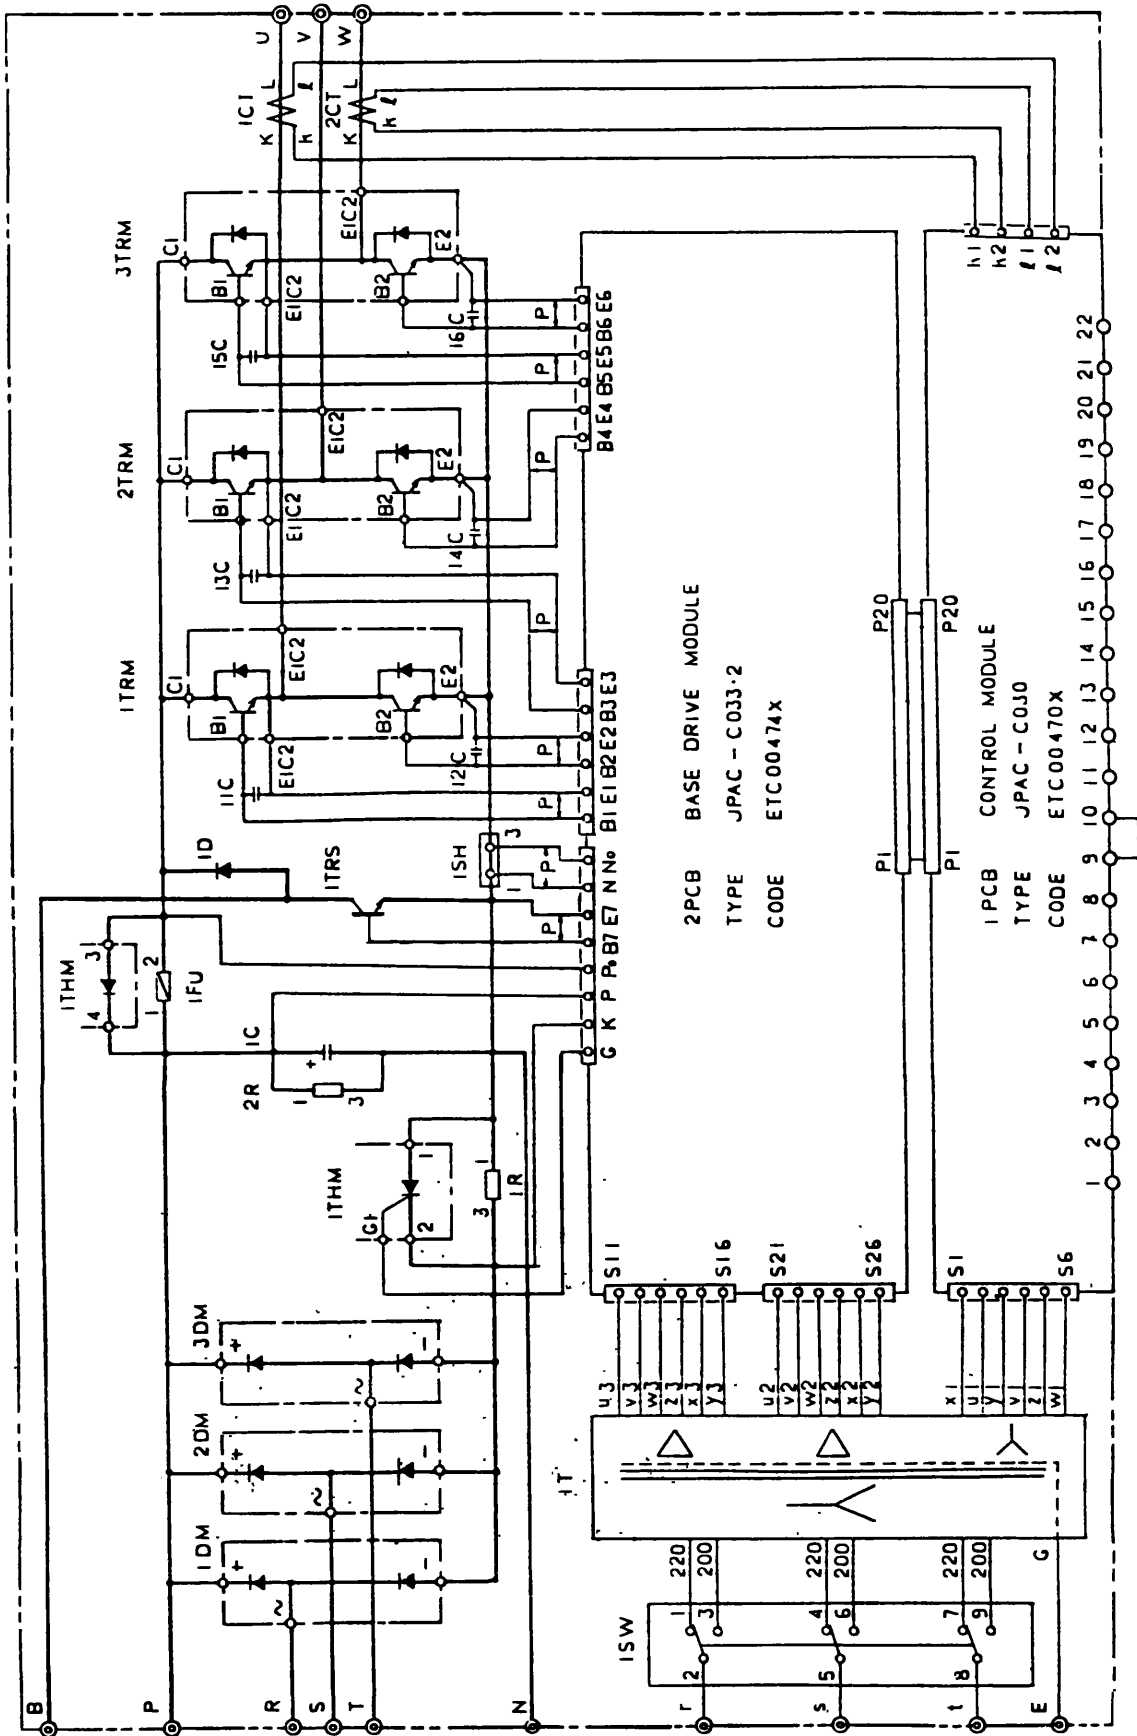 B
P
R
S
T
N
r
s
t
E
1DM
2DM
3DM
+
+
+
~
~
~
-
-
-
1THM
G1
2
1
3
1R
1
2R
1
3
1C
+
1THM
4
3
1
2
1FU
1D
1TRS
1SH
1
3
1TRM
C1
B1
E1C2
E1C2
B2
E2
11C
12C
2TRM
C1
B1
E1C2
E1C2
B2
E2
13C
14C
3TRM
C1
B1
E1C2
E1C2
B2
E2
15C
16C
P
P
P
P
P
P
P
P
1CT
K
L
k
l
2CT
K
L
k
l
U
V
W
G
K
P
Po
B7
E7
N
No
B1
E1
B2
E2
B3
E3
B4
E4
B5
E5
B6
E6
2PCB
BASE DRIVE MODULE
TYPE
JPAC-C033·2
CODE
ETC00474X
P1
P20
P1
P20
1PCB
CONTROL MODULE
TYPE
JPAC-C030
CODE
ETC00470X
k1
k2
l1
l2
1
2
3
4
5
6
7
8
9
10
11
12
13
14
15
16
17
18
19
20
21
22
S11
S16
S21
S26
S1
S6
1T
u3
v3
w3
z3
x3
y3
u2
v2
w2
z2
x2
y2
x1
u1
y1
v1
z1
w1
220
200
220
200
220
200
G
1SW
1
2
3
4
5
6
7
8
9